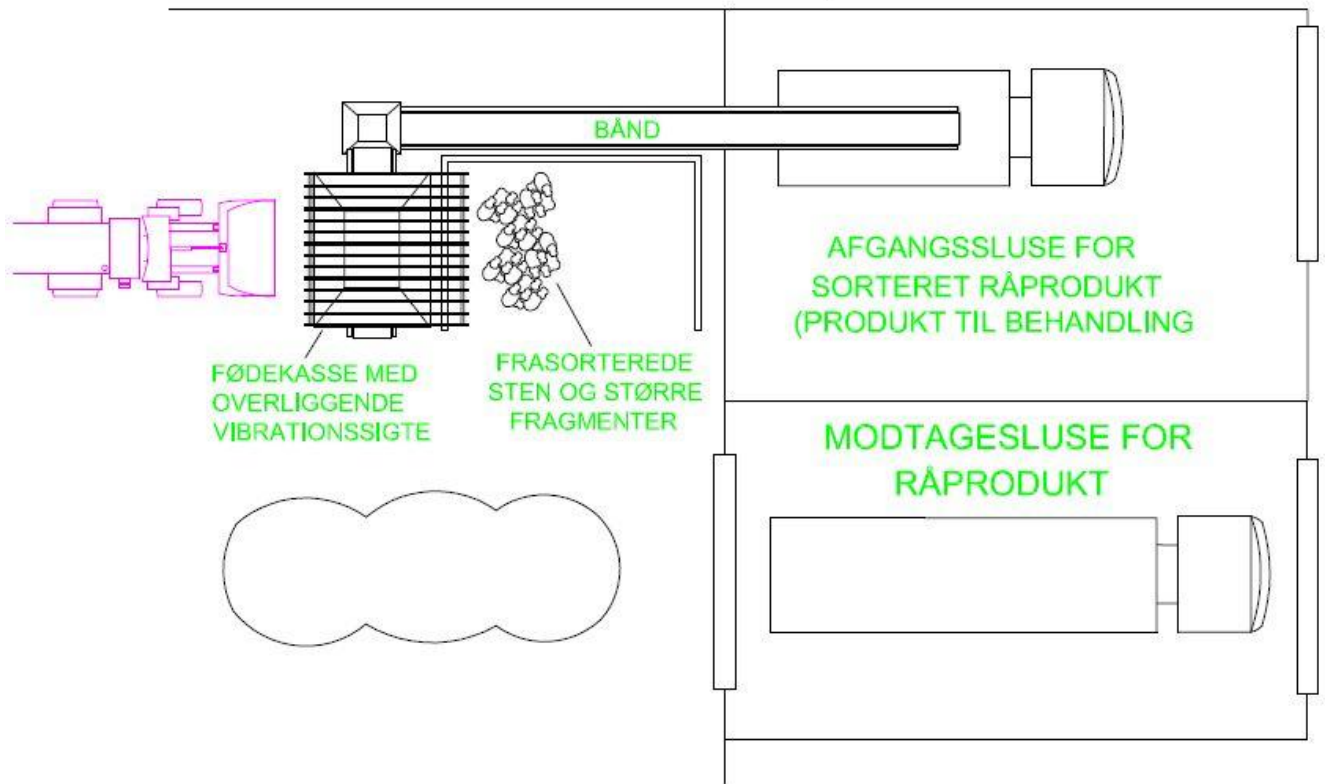 BÅND
AFGANGSSLUSE FOR
SORTERET RÅPRODUKT
(PRODUKT TIL BEHANDLING
FØDEKASSE MED
OVERLIGGENDE
VIBRATIONSSIGTE
FRASORTEREDE
STEN OG STØRRE
FRAGMENTER
MODTAGESLUSE FOR
RÅPRODUKT